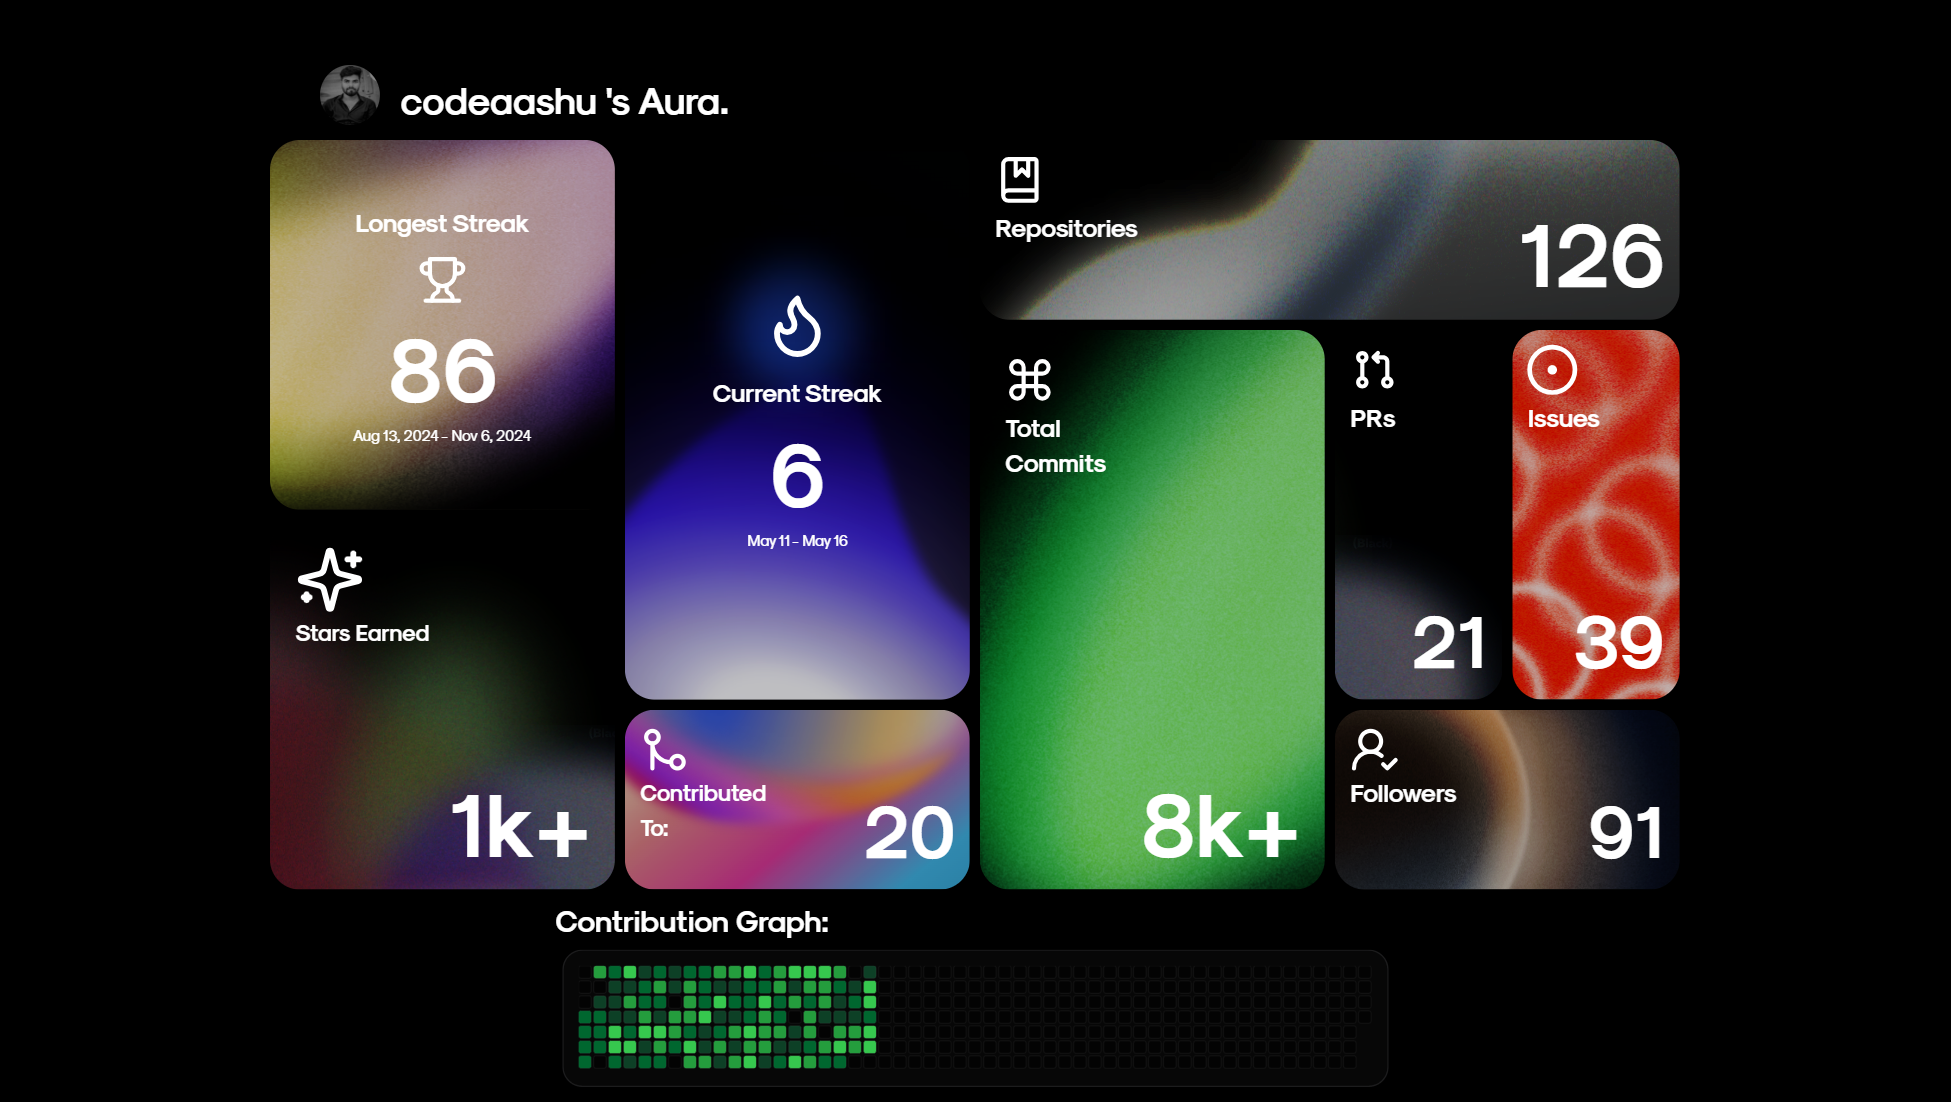 codeaashu 's Aura.
Longest Streak
86
Aug 13, 2024 - Nov 6, 2024
Current Streak
6
May 11 - May 16
Repositories
126
Total
Commits
8k+
PRs
21
Issues
39
Stars Earned
1k+
Contributed
To:
20
Followers
91
Contribution Graph: